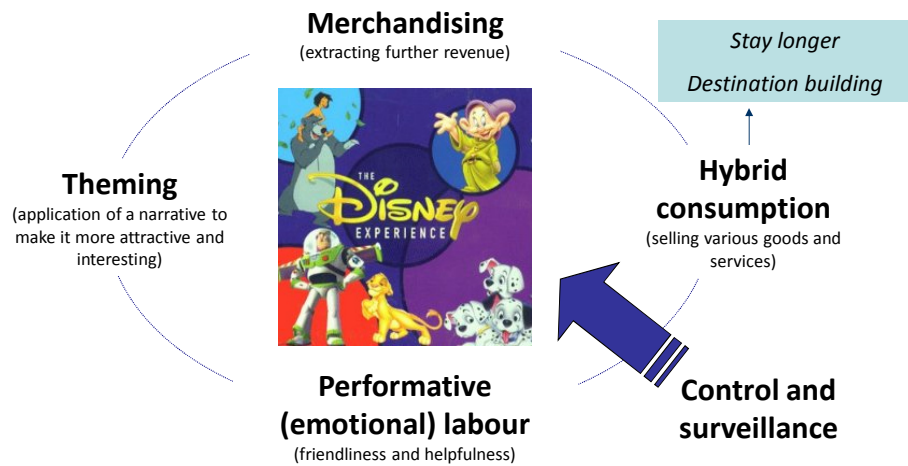 Merchandising
(extracting further revenue)
Stay longer
Destination building
Theming
(application of a narrative to
make it more attractive and
interesting)
THE
DISNEY
EXPERIENCE
Hybrid
consumption
(selling various goods and
services)
Performative
(emotional) labour
(friendliness and helpfulness)
Control and
surveillance